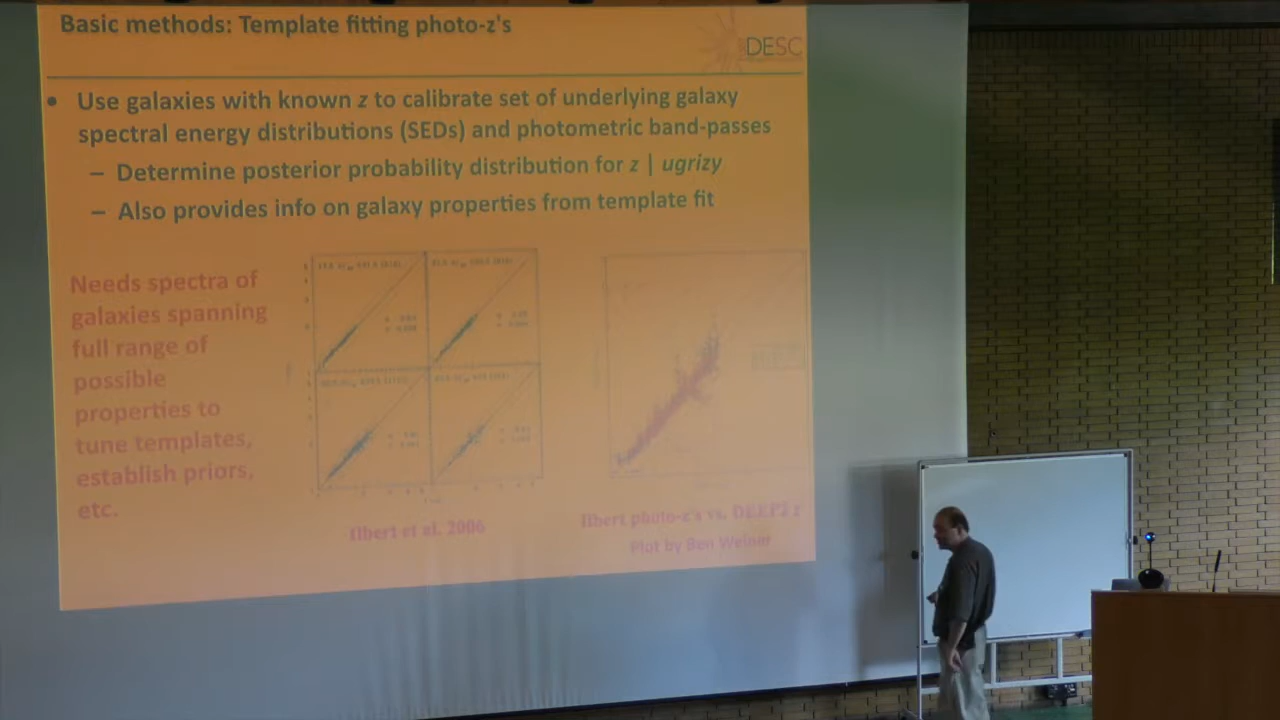 Basic methods: Template fitting photo-z's
DESC
• Use galaxies with known z to calibrate set of underlying galaxy
spectral energy distributions (SEDs) and photometric band-passes
– Determine posterior probability distribution for z | ugrizy
– Also provides info on galaxy properties from template fit
Needs spectra of
galaxies spanning
full range of
possible
properties to
tune templates,
establish priors,
etc.
Ilbert et al. 2006
Ilbert photo-z's vs. DEEP2 z
Plot by Ben Weiner